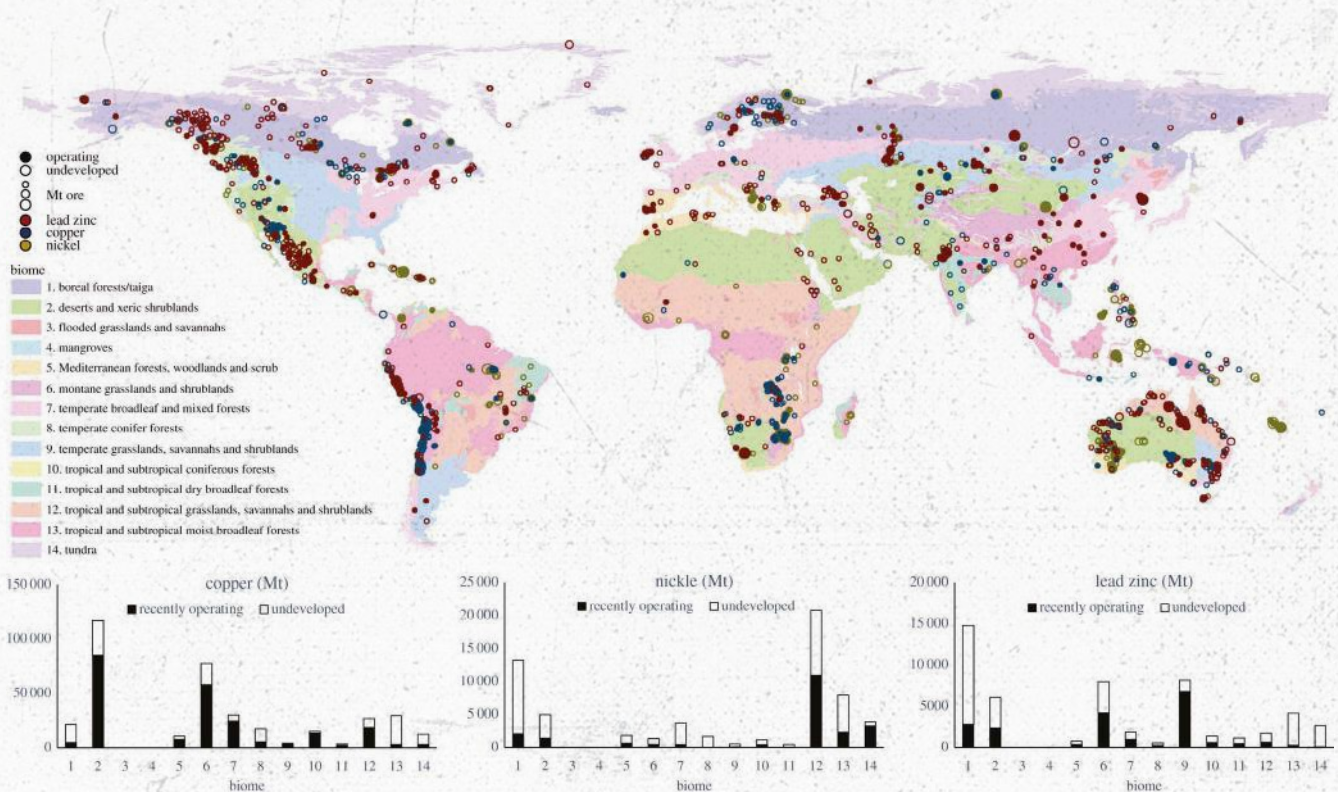 operating
undeveloped
Mt ore
lead zinc
copper
nickel
biome
1. boreal forests/taiga
2. deserts and xeric shrublands
3. flooded grasslands and savannahs
4. mangroves
5. Mediterranean forests, woodlands and scrub
6. montane grasslands and shrublands
7. temperate broadleaf and mixed forests
8. temperate conifer forests
9. temperate grasslands, savannahs and shrublands
10. tropical and subtropical coniferous forests
11. tropical and subtropical dry broadleaf forests
12. tropical and subtropical grasslands, savannahs and shrublands
13. tropical and subtropical moist broadleaf forests
14. tundra
copper (Mt)
recently operating undeveloped
150 000
100 000
50 000
0
1 2 3 4 5 6 7 8 9 10 11 12 13 14
biome
nickle (Mt)
recently operating undeveloped
25 000
20 000
15 000
10 000
5 000
0
1 2 3 4 5 6 7 8 9 10 11 12 13 14
biome
lead zinc (Mt)
recently operating undeveloped
20 000
15 000
10 000
5000
0
1 2 3 4 5 6 7 8 9 10 11 12 13 14
biome